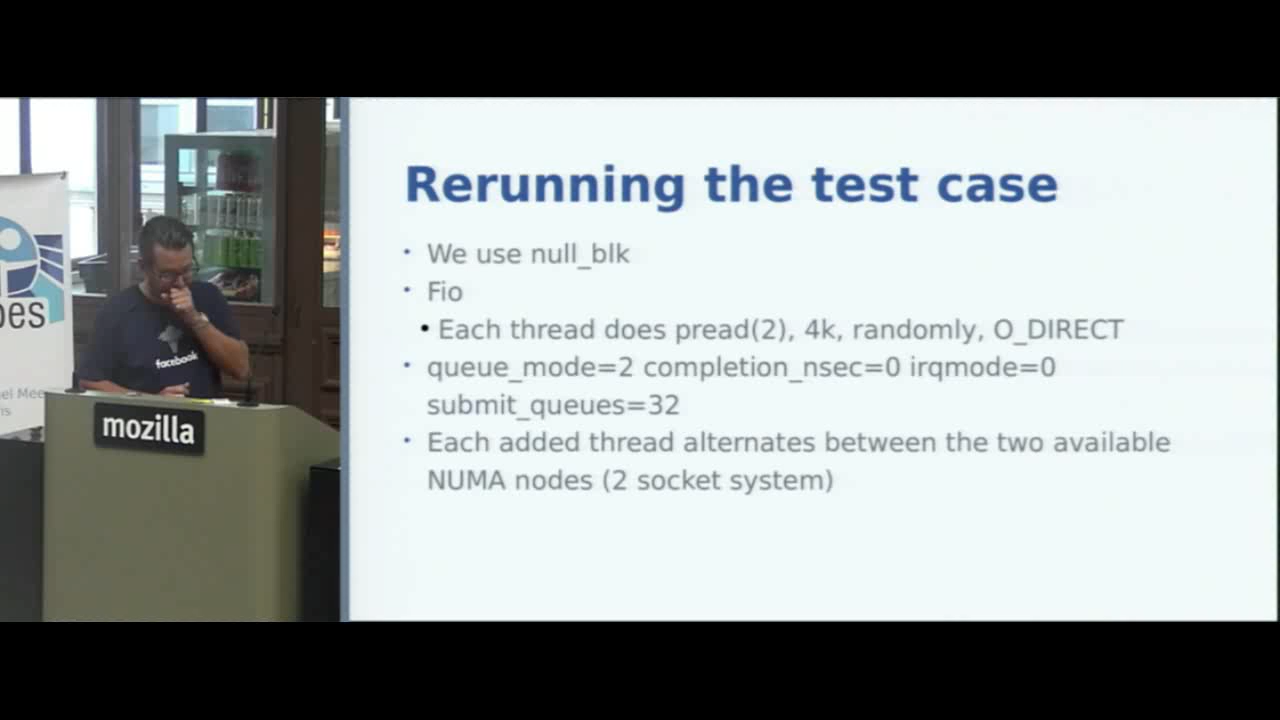 Rerunning the test case
We use null_blk
Fio
Each thread does pread(2), 4k, randomly, O_DIRECT
queue_mode=2 completion_nsec=0 irqmode=0
submit_queues=32
Each added thread alternates between the two available
NUMA nodes (2 socket system)
facebook
mozilla